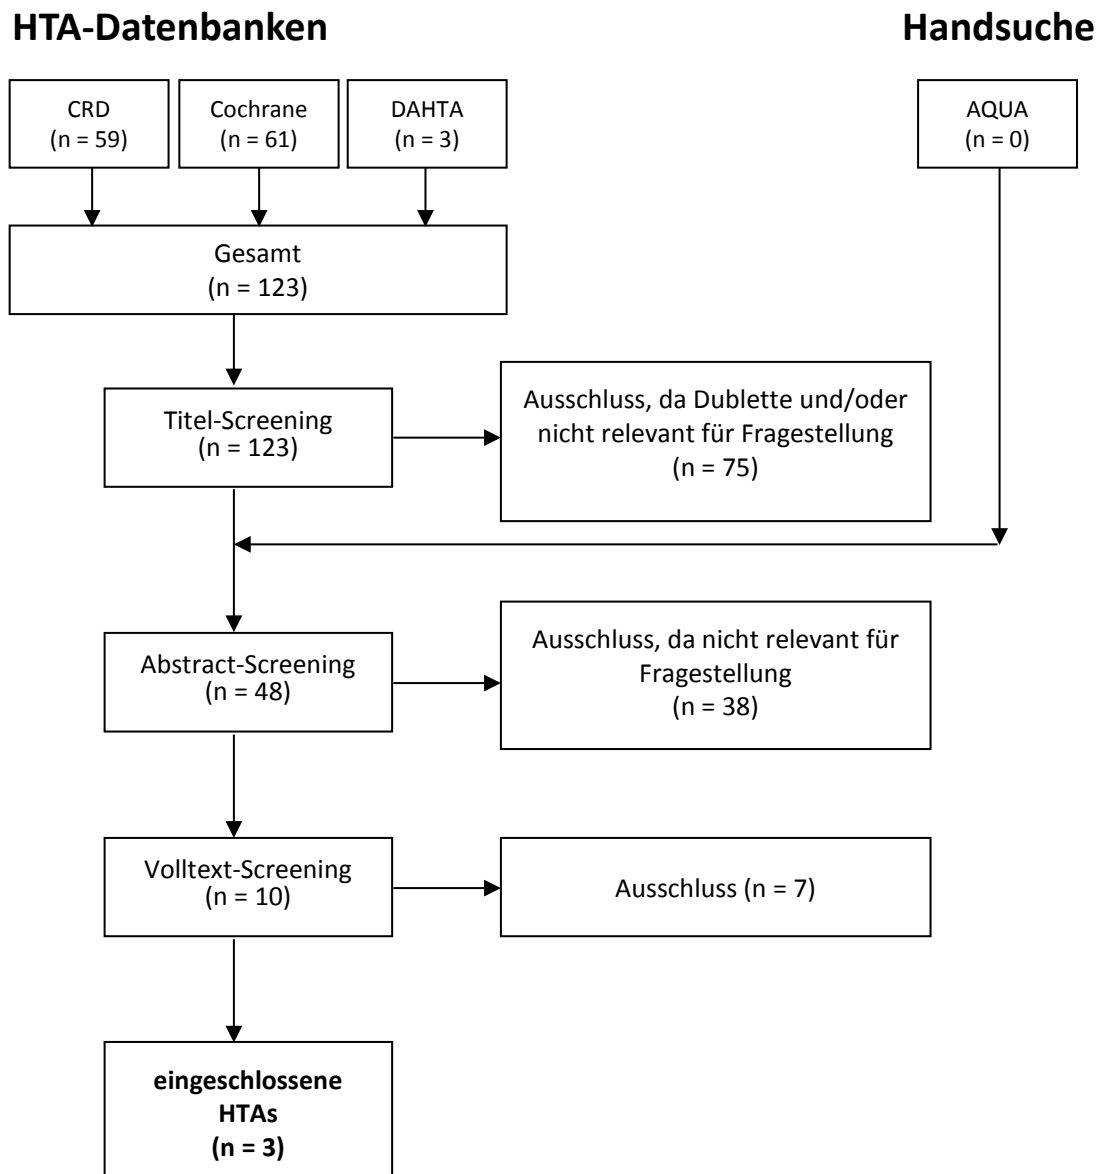 HTA-Datenbanken
Handsuche
CRD
(n = 59)
Cochrane
(n = 61)
DAHTA
(n = 3)
AQUA
(n = 0)
Gesamt
(n = 123)
Titel-Screening
(n = 123)
Ausschluss, da Dublette und/oder
nicht relevant für Fragestellung
(n = 75)
Abstract-Screening
(n = 48)
Ausschluss, da nicht relevant für
Fragestellung
(n = 38)
Volltext-Screening
(n = 10)
Ausschluss (n = 7)
eingeschlossene
HTAs
(n = 3)